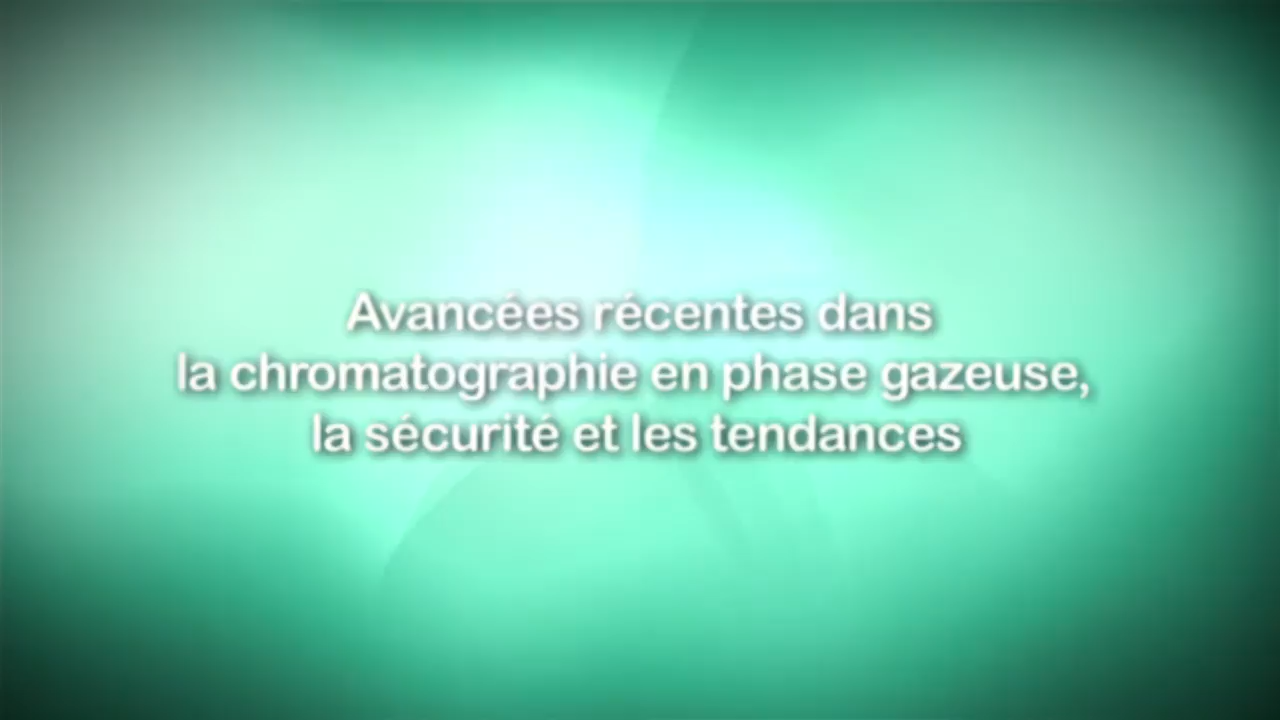 Avancées récentes dans
la chromatographie en phase gazeuse,
la sécurité et les tendances